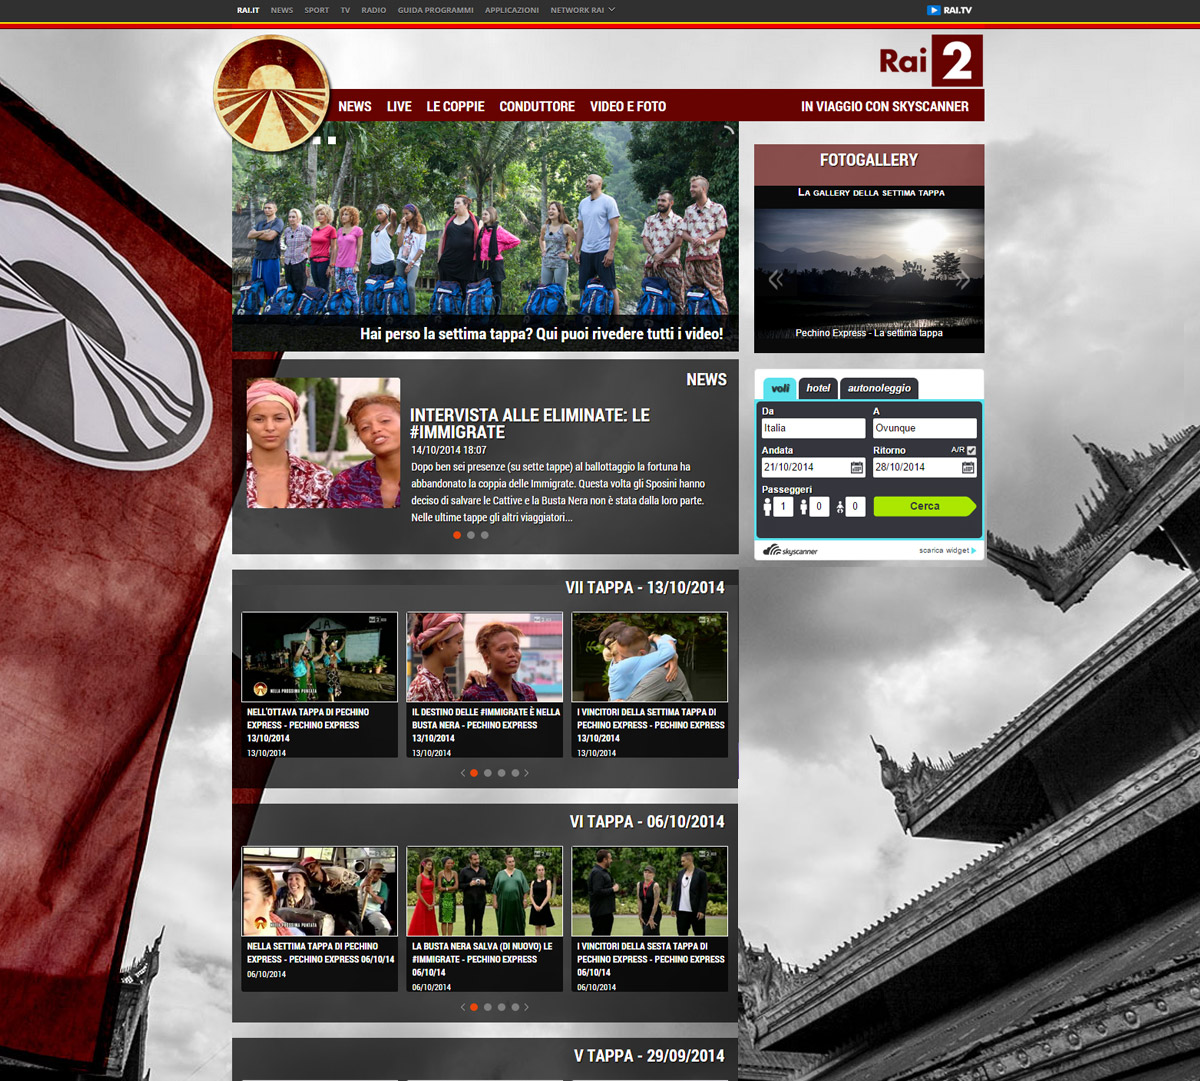 RAI.IT NEWS SPORT TV RADIO GUIDA PROGRAMMI APPLICAZIONI NETWORK RAI RAI.TV
Rai 2
NEWS LIVE LE COPPIE CONDUTTORE VIDEO E FOTO IN VIAGGIO CON SKYSCANNER
Hai perso la settima tappa? Qui puoi rivedere tutti i video!
FOTOGALLERY
La gallery della settima tappa
Pechino Express - La settima tappa
NEWS
INTERVISTA ALLE ELIMINATE: LE
#IMMIGRATE
14/10/2014 18:07
Dopo ben sei presenze (su sette tappe) al ballottaggio la fortuna ha
abbandonato la coppia delle Immigrate. Questa volta gli Sposini hanno
deciso di salvare le Cattive e la Busta Nera non è stata dalla loro parte.
Nelle ultime tappe gli altri viaggiatori...
voli hotel autonoleggio
Da A
Italia Ovunque
Andata Ritorno A/R
21/10/2014 28/10/2014
Passeggeri
1 0 0 Cerca
skyscanner scarica widget
VII TAPPA - 13/10/2014
NELLA PROSSIMA PUNTATA
NELL'OTTAVA TAPPA DI PECHINO
EXPRESS - PECHINO EXPRESS
13/10/2014
13/10/2014
IL DESTINO DELLE #IMMIGRATE È NELLA
BUSTA NERA - PECHINO EXPRESS
13/10/2014
13/10/2014
I VINCITORI DELLA SETTIMA TAPPA DI
PECHINO EXPRESS - PECHINO EXPRESS
13/10/2014
13/10/2014
VI TAPPA - 06/10/2014
NELLA PROSSIMA PUNTATA
NELLA SETTIMA TAPPA DI PECHINO
EXPRESS - PECHINO EXPRESS 06/10/14
06/10/2014
LA BUSTA NERA SALVA (DI NUOVO) LE
#IMMIGRATE - PECHINO EXPRESS
06/10/14
06/10/2014
I VINCITORI DELLA SESTA TAPPA DI
PECHINO EXPRESS - PECHINO EXPRESS
06/10/14
06/10/2014
V TAPPA - 29/09/2014